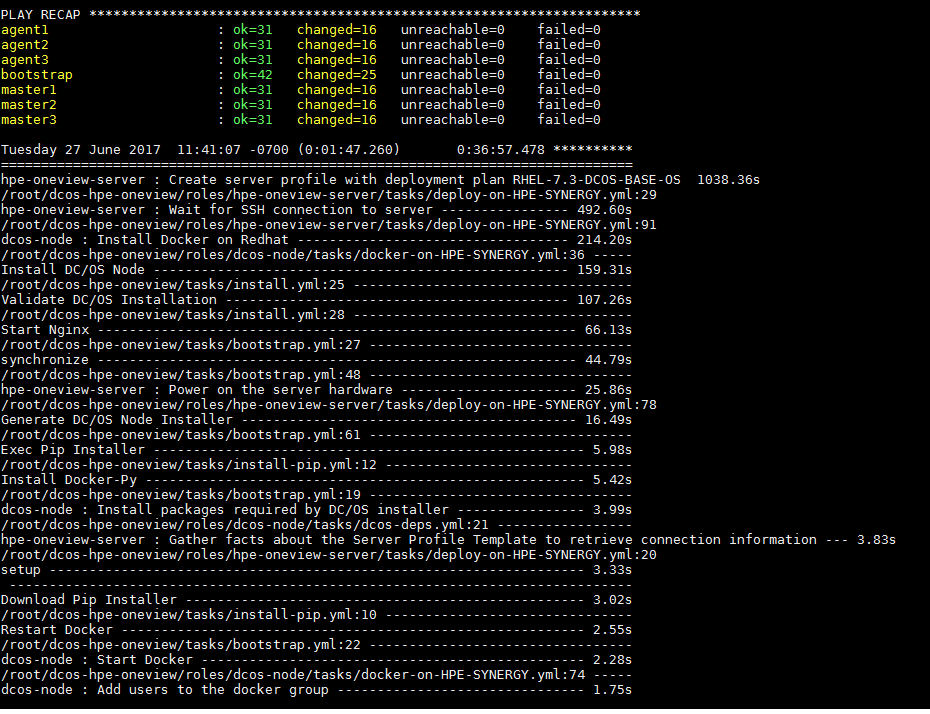 PLAY RECAP *********************************************************************
agent1                     : ok=31   changed=16   unreachable=0    failed=0
agent2                     : ok=31   changed=16   unreachable=0    failed=0
agent3                     : ok=31   changed=16   unreachable=0    failed=0
bootstrap                  : ok=42   changed=25   unreachable=0    failed=0
master1                    : ok=31   changed=16   unreachable=0    failed=0
master2                    : ok=31   changed=16   unreachable=0    failed=0
master3                    : ok=31   changed=16   unreachable=0    failed=0
Tuesday 27 June 2017  11:41:07 -0700 (0:01:47.260)       0:36:57.478 **********
===============================================================================
hpe-oneview-server : Create server profile with deployment plan RHEL-7.3-DCOS-BASE-OS  1038.36s
/root/dcos-hpe-oneview/roles/hpe-oneview-server/tasks/deploy-on-HPE-SYNERGY.yml:29
hpe-oneview-server : Wait for SSH connection to server ---------------- 492.60s
/root/dcos-hpe-oneview/roles/hpe-oneview-server/tasks/deploy-on-HPE-SYNERGY.yml:91
dcos-node : Install Docker on Redhat ---------------------------------- 214.20s
/root/dcos-hpe-oneview/roles/dcos-node/tasks/docker-on-HPE-SYNERGY.yml:36 -----
Install DC/OS Node ---------------------------------------------------- 159.31s
/root/dcos-hpe-oneview/tasks/install.yml:25 -----------------------------------
Validate DC/OS Installation ------------------------------------------- 107.26s
/root/dcos-hpe-oneview/tasks/install.yml:28 -----------------------------------
Start Nginx ------------------------------------------------------------ 66.13s
/root/dcos-hpe-oneview/tasks/bootstrap.yml:27 ---------------------------------
synchronize ------------------------------------------------------------ 44.79s
/root/dcos-hpe-oneview/tasks/bootstrap.yml:48 ---------------------------------
hpe-oneview-server : Power on the server hardware ---------------------- 25.86s
/root/dcos-hpe-oneview/roles/hpe-oneview-server/tasks/deploy-on-HPE-SYNERGY.yml:78
Generate DC/OS Node Installer ------------------------------------------ 16.49s
/root/dcos-hpe-oneview/tasks/bootstrap.yml:61 ---------------------------------
Exec Pip Installer ------------------------------------------------------ 5.98s
/root/dcos-hpe-oneview/tasks/install-pip.yml:12 -------------------------------
Install Docker-Py ------------------------------------------------------- 5.42s
/root/dcos-hpe-oneview/tasks/bootstrap.yml:19 ---------------------------------
dcos-node : Install packages required by DC/OS installer ---------------- 3.99s
/root/dcos-hpe-oneview/roles/dcos-node/tasks/dcos-deps.yml:21 -----------------
hpe-oneview-server : Gather facts about the Server Profile Template to retrieve connection information --- 3.83s
/root/dcos-hpe-oneview/roles/hpe-oneview-server/tasks/deploy-on-HPE-SYNERGY.yml:20
setup ------------------------------------------------------------------- 3.33s
 ------------------------------------------------------------------------------
Download Pip Installer -------------------------------------------------- 3.02s
/root/dcos-hpe-oneview/tasks/install-pip.yml:10 -------------------------------
Restart Docker ---------------------------------------------------------- 2.55s
/root/dcos-hpe-oneview/tasks/bootstrap.yml:22 ---------------------------------
dcos-node : Start Docker ------------------------------------------------ 2.28s
/root/dcos-hpe-oneview/roles/dcos-node/tasks/docker-on-HPE-SYNERGY.yml:74 -----
dcos-node : Add users to the docker group ------------------------------- 1.75s